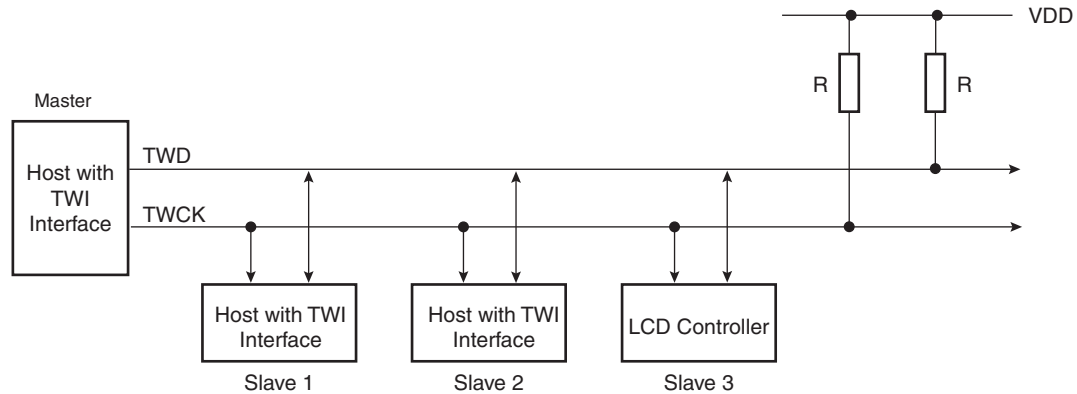 VDD
R
R
Master
Host with
TWI
Interface
TWD
TWCK
Host with TWI
Interface
Host with TWI
Interface
LCD Controller
Slave 1
Slave 2
Slave 3